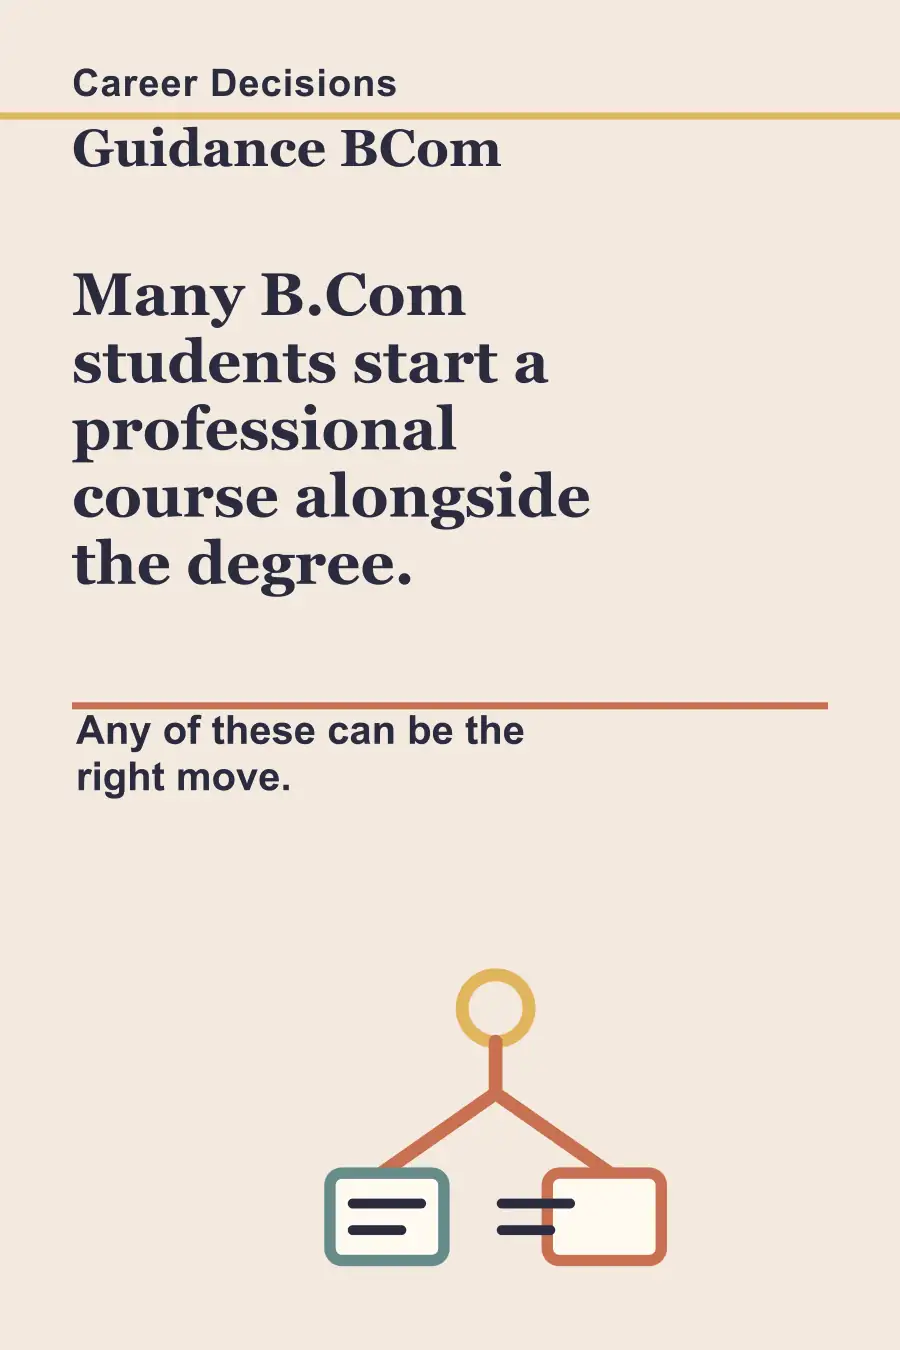 Career Decisions
Guidance BCom
Many B.Com
students start a
professional
course alongside
the degree.
Any of these can be the
right move.